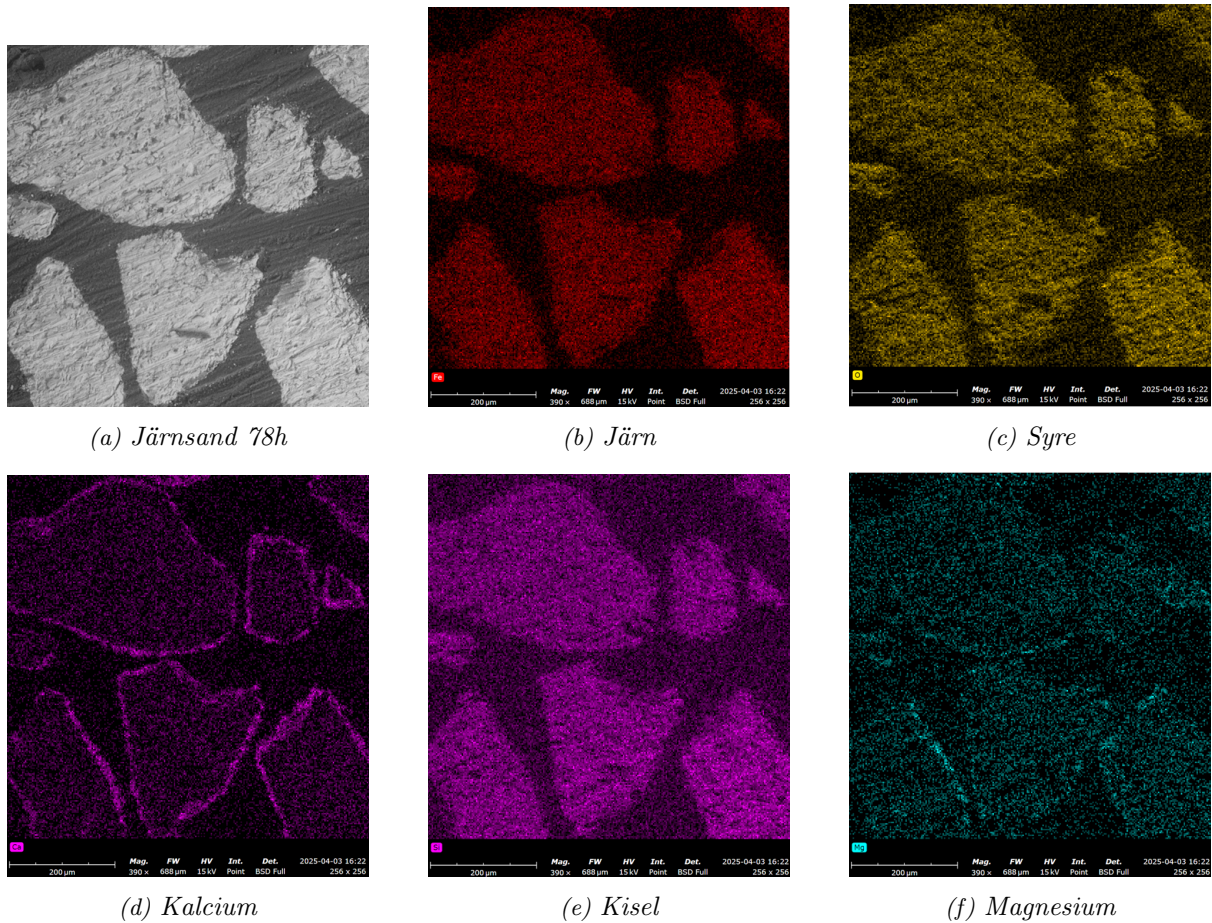 Fe
200 µm
Mag. FW HV Int. Det. 2025-04-03 16:22
390 × 688 µm 15 kV Point BSD Full 256 x 256
O
200 µm
Mag. FW HV Int. Det. 2025-04-03 16:22
390 × 688 µm 15 kV Point BSD Full 256 x 256
(a) Järnsand 78h
(b) Järn
(c) Syre
Ca
200 µm
Mag. FW HV Int. Det. 2025-04-03 16:22
390 × 688 µm 15 kV Point BSD Full 256 x 256
Si
200 µm
Mag. FW HV Int. Det. 2025-04-03 16:22
390 × 688 µm 15 kV Point BSD Full 256 x 256
Mg
200 µm
Mag. FW HV Int. Det. 2025-04-03 16:22
390 × 688 µm 15 kV Point BSD Full 256 x 256
(d) Kalcium
(e) Kisel
(f) Magnesium